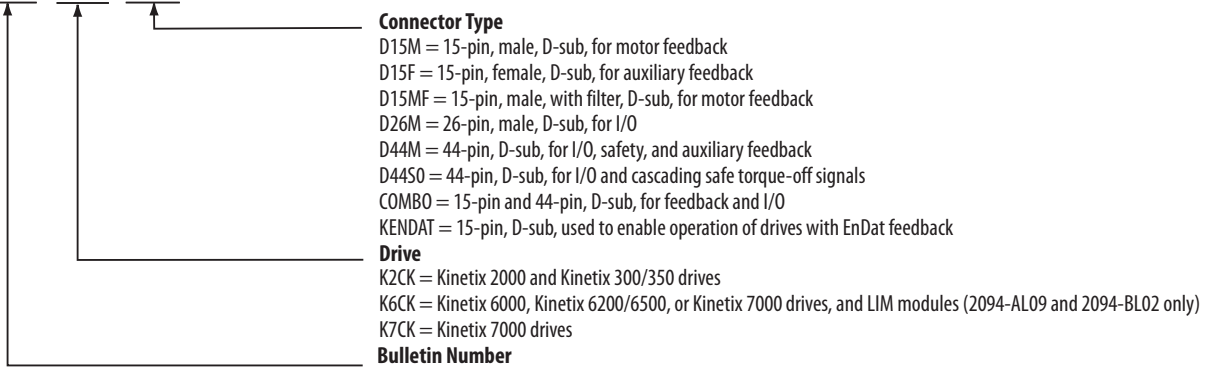 Connector Type
D15M = 15-pin, male, D-sub, for motor feedback
D15F = 15-pin, female, D-sub, for auxiliary feedback
D15MF = 15-pin, male, with filter, D-sub, for motor feedback
D26M = 26-pin, male, D-sub, for I/O
D44M = 44-pin, D-sub, for I/O, safety, and auxiliary feedback
D44S0 = 44-pin, D-sub, for I/O and cascading safe torque-off signals
COMBO = 15-pin and 44-pin, D-sub, for feedback and I/O
KENDAT = 15-pin, D-sub, used to enable operation of drives with EnDat feedback
Drive
K2CK = Kinetix 2000 and Kinetix 300/350 drives
K6CK = Kinetix 6000, Kinetix 6200/6500, or Kinetix 7000 drives, and LIM modules (2094-AL09 and 2094-BL02 only)
K7CK = Kinetix 7000 drives
Bulletin Number